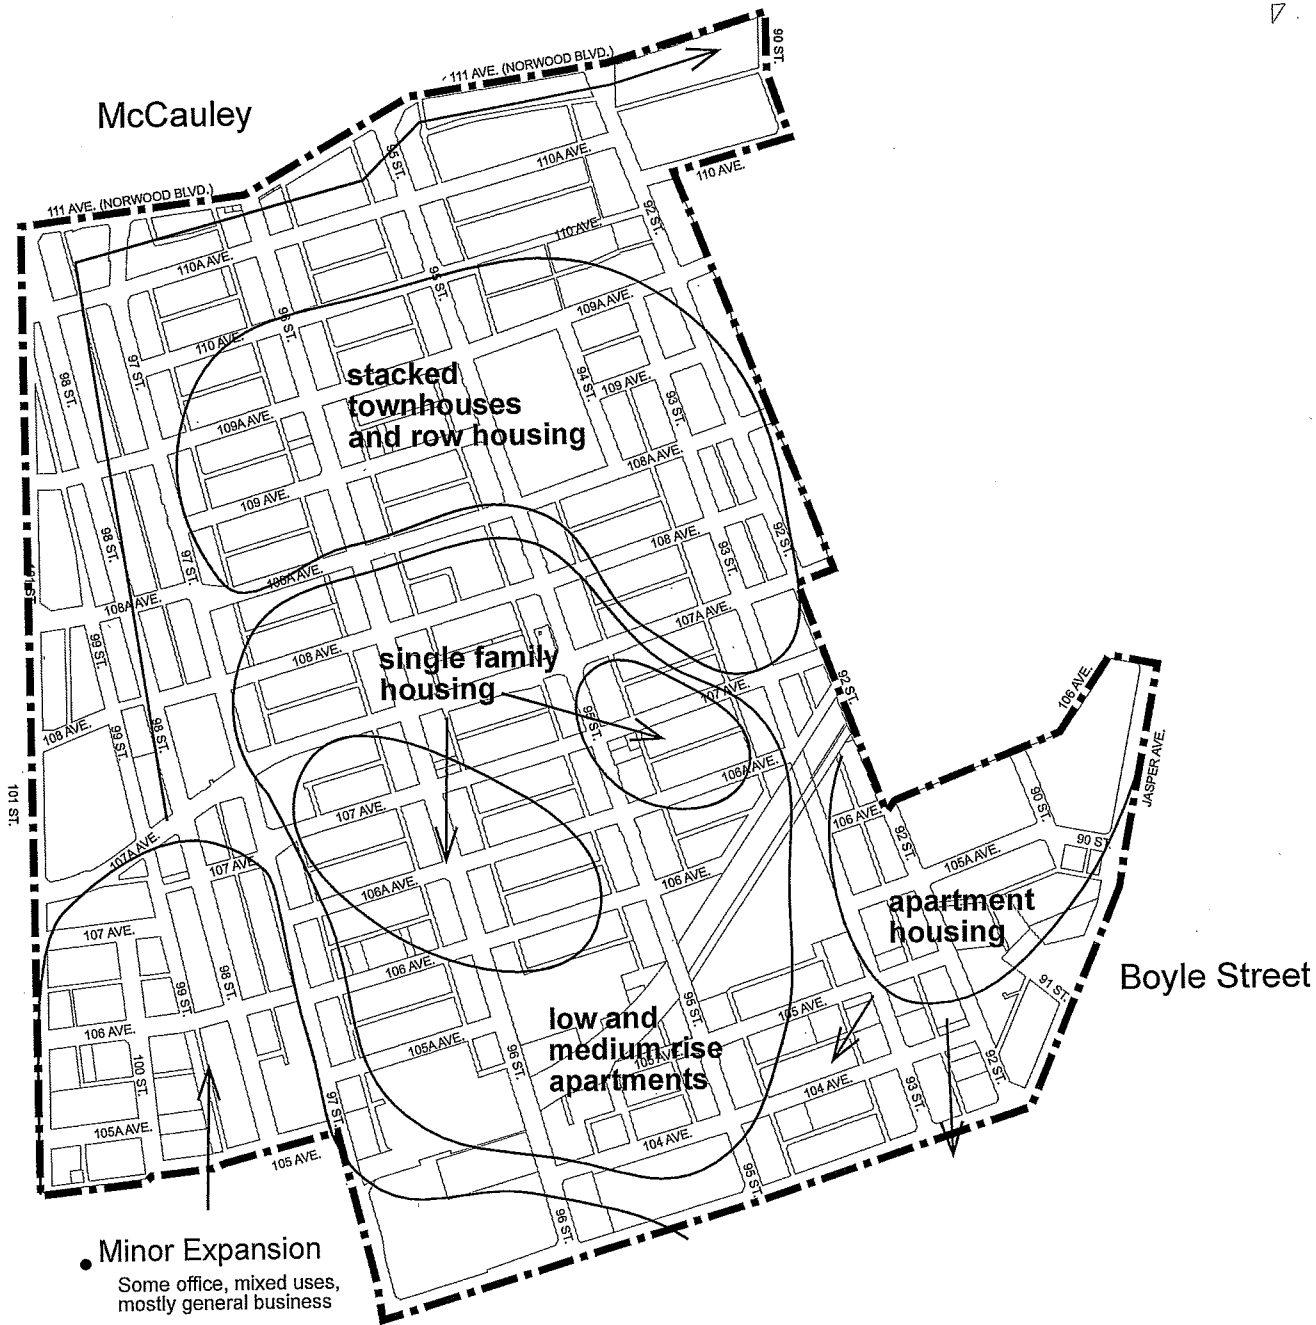 90 ST.
111 AVE. (NORWOOD BLVD.)
McCauley
95 ST.
110A AVE.
110 AVE.
111 AVE. (NORWOOD BLVD.)
92 ST.
110 AVE.
110A AVE.
95 ST.
109A AVE.
96 ST.
110 AVE.
97 ST.
98 ST.
stacked
townhouses
and row housing
94 ST.
109 AVE.
93 ST.
109A AVE.
108A AVE.
109 AVE.
98 ST.
108 AVE.
92 ST.
93 ST.
97 ST.
101 ST.
108A AVE.
108A AVE.
107A AVE.
99 ST.
108 AVE.
single family
housing
92 ST.
107 AVE.
106 AVE.
95 ST.
108 AVE.
99 ST.
98 ST.
106A AVE.
JASPER AVE.
101 ST.
107 AVE.
106 AVE.
92 ST.
90 ST.
90 ST.
107A AVE.
107 AVE.
105A AVE.
106A AVE.
106 AVE.
apartment
housing
107 AVE.
106 AVE.
98 ST.
99 ST.
Boyle Street
91 ST.
95 ST.
105 AVE.
low and
medium rise
apartments
106 AVE.
105A AVE.
105 AVE.
96 ST.
92 ST.
100 ST.
104 AVE.
93 ST.
97 ST.
105A AVE.
104 AVE.
105 AVE.
95 ST.
96 ST.
Minor Expansion
Some office, mixed uses,
mostly general business